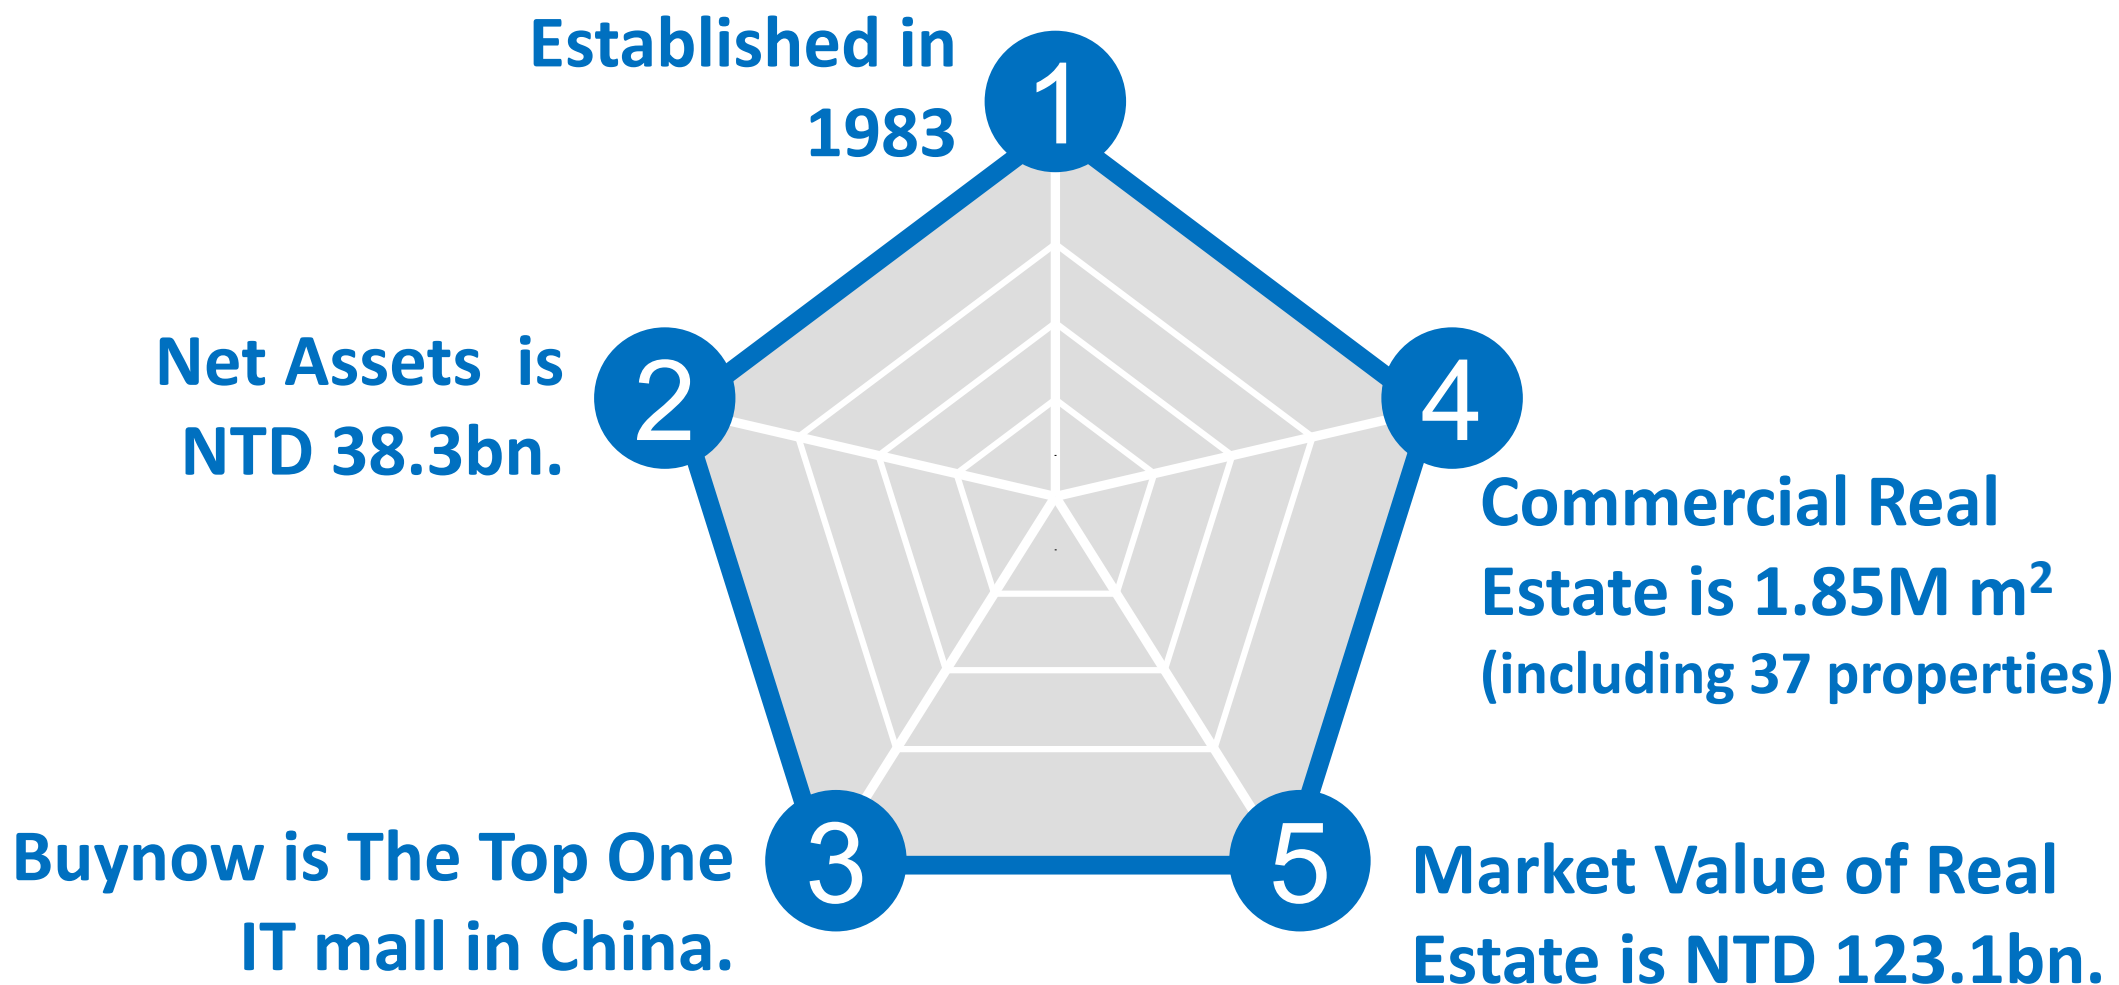 Established in
1983
1
Net Assets is
NTD 38.3bn.
2
Buynow is The Top One
IT mall in China.
3
4
Commercial Real
Estate is 1.85M m²
(including 37 properties)
5
Market Value of Real
Estate is NTD 123.1bn.